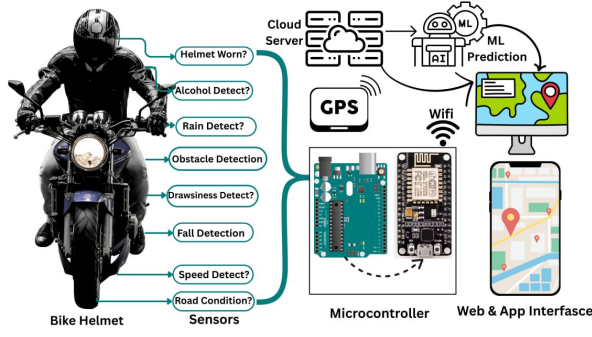 Helmet Worn?
Alcohol Detect?
Rain Detect?
Obstacle Detection
Drawsiness Detect?
Fall Detection
Speed Detect?
Road Condition?
Bike Helmet
Sensors
Cloud
Server
GPS
Wifi
ML
AI
ML
Prediction
Microcontroller
Web & App Interfasce